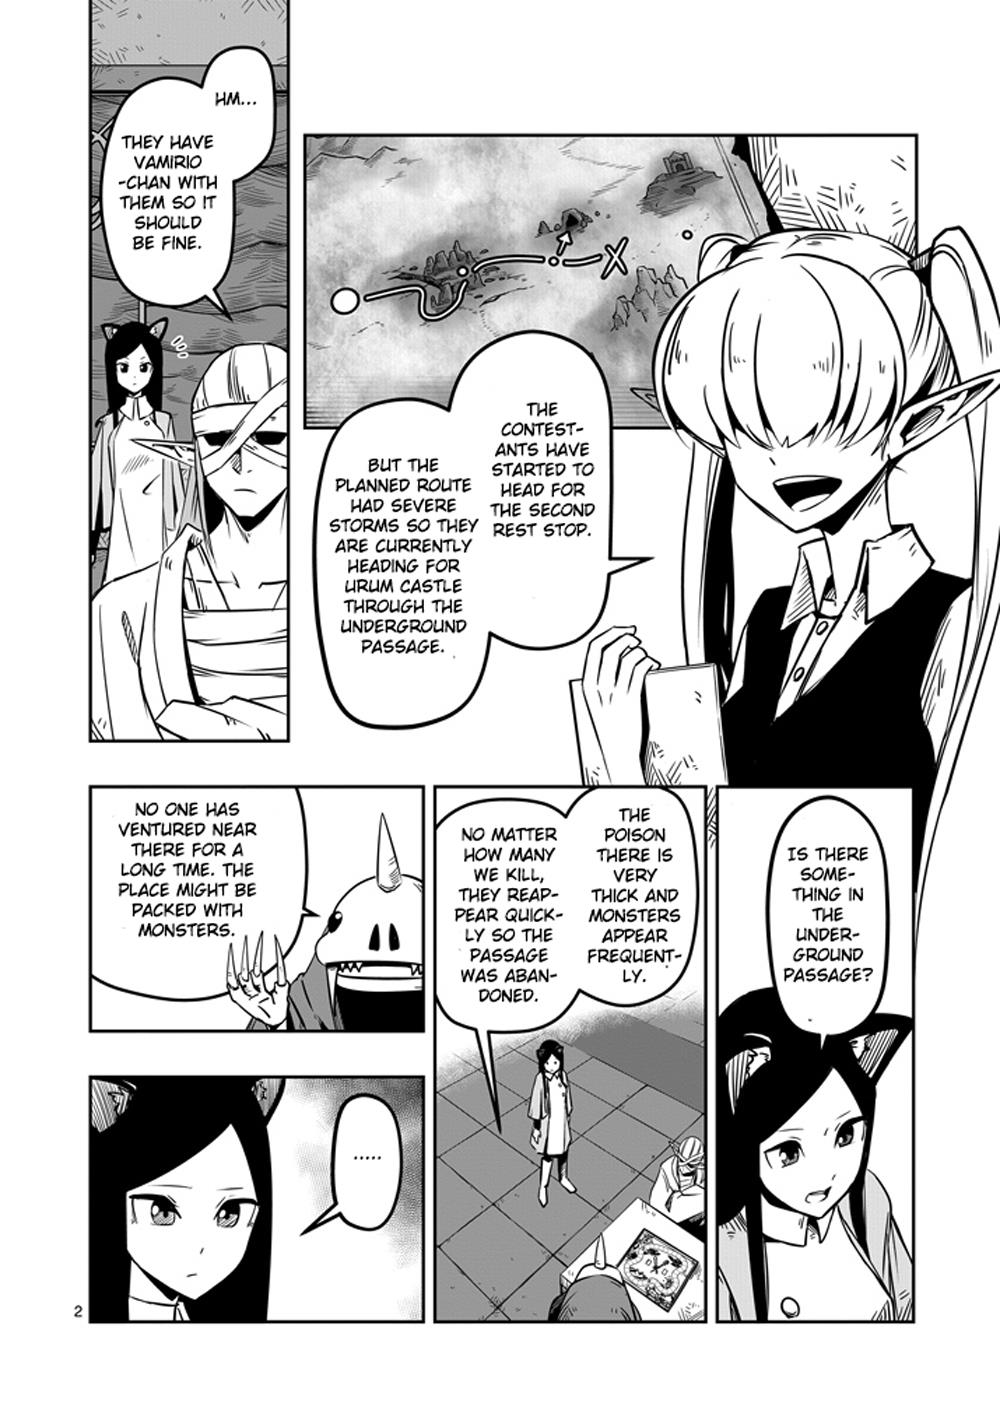 THE
CONTEST-
ANTS HAVE
STARTED TO
HEAD FOR
THE SECOND
REST STOP.
BUT THE
PLANNED ROUTE
HAD SEVERE
STORMS SO THEY
ARE CURRENTLY
HEADING FOR
URUM CASTLE
THROUGH THE
UNDERGROUND
PASSAGE.
HM...
THEY HAVE
VAMIRIO
-CHAN WITH
THEM SO IT
SHOULD
BE FINE.
IS THERE
SOME-
THING IN
THE
UNDER-
GROUND
PASSAGE?
THE
POISON
THERE IS
VERY
THICK AND
MONSTERS
APPEAR
FREQUENT-
LY.
NO MATTER
HOW MANY
WE KILL,
THEY REAP-
PEAR QUICK-
LY SO THE
PASSAGE
WAS ABAN-
DONED.
NO ONE HAS
VENTURED NEAR
THERE FOR A
LONG TIME. THE
PLACE MIGHT BE
PACKED WITH
MONSTERS.
.....
2